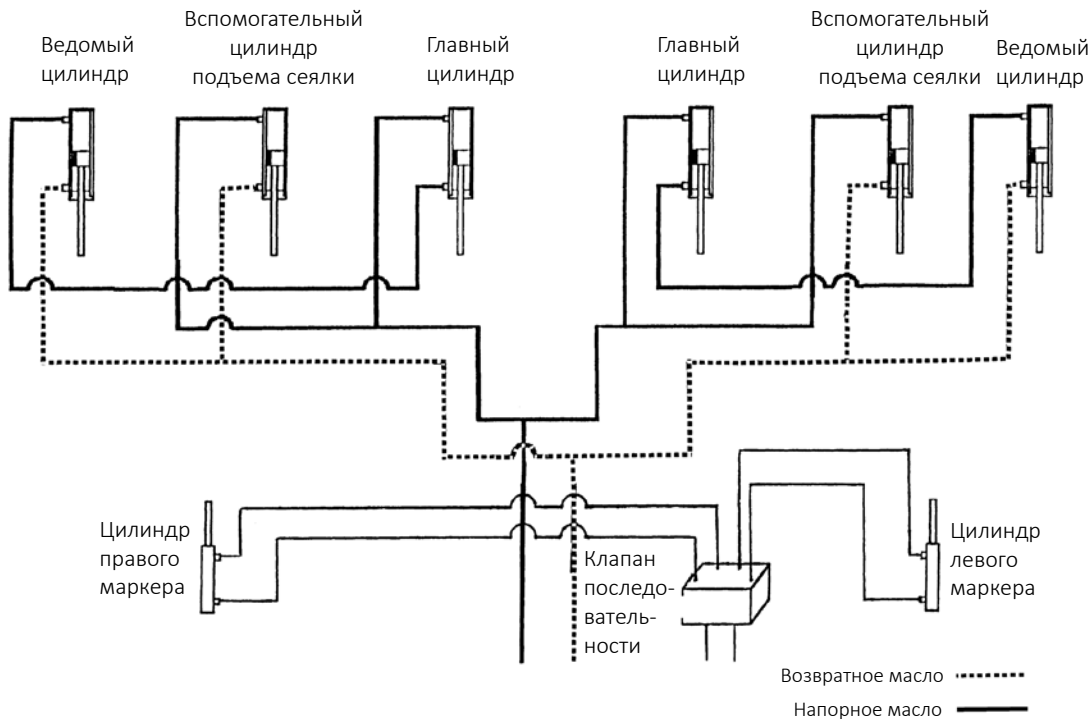 Ведомый
цилиндр
Вспомогательный
цилиндр
подъема сеялки
Главный
цилиндр
Главный
цилиндр
Вспомогательный
цилиндр
подъема сеялки
Ведомый
цилиндр
Цилиндр
правого
маркера
Клапан
последо-
ватель-
ности
Цилиндр
левого
маркера
Возвратное масло
Напорное масло